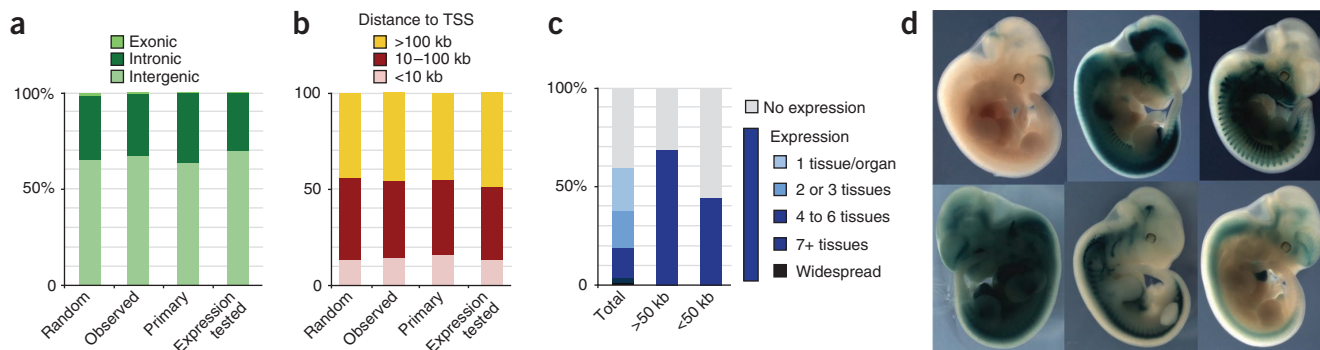 a
Exonic
Intronic
Intergenic
100%
50%
0
Random
Observed
Primary
Expression
tested
b
Distance to TSS
>100 kb
10–100 kb
<10 kb
100
50
0
Random
Observed
Primary
Expression
tested
c
100%
50%
0
Total
>50 kb
<50 kb
No expression
Expression
1 tissue/organ
2 or 3 tissues
4 to 6 tissues
7+ tissues
Widespread
d